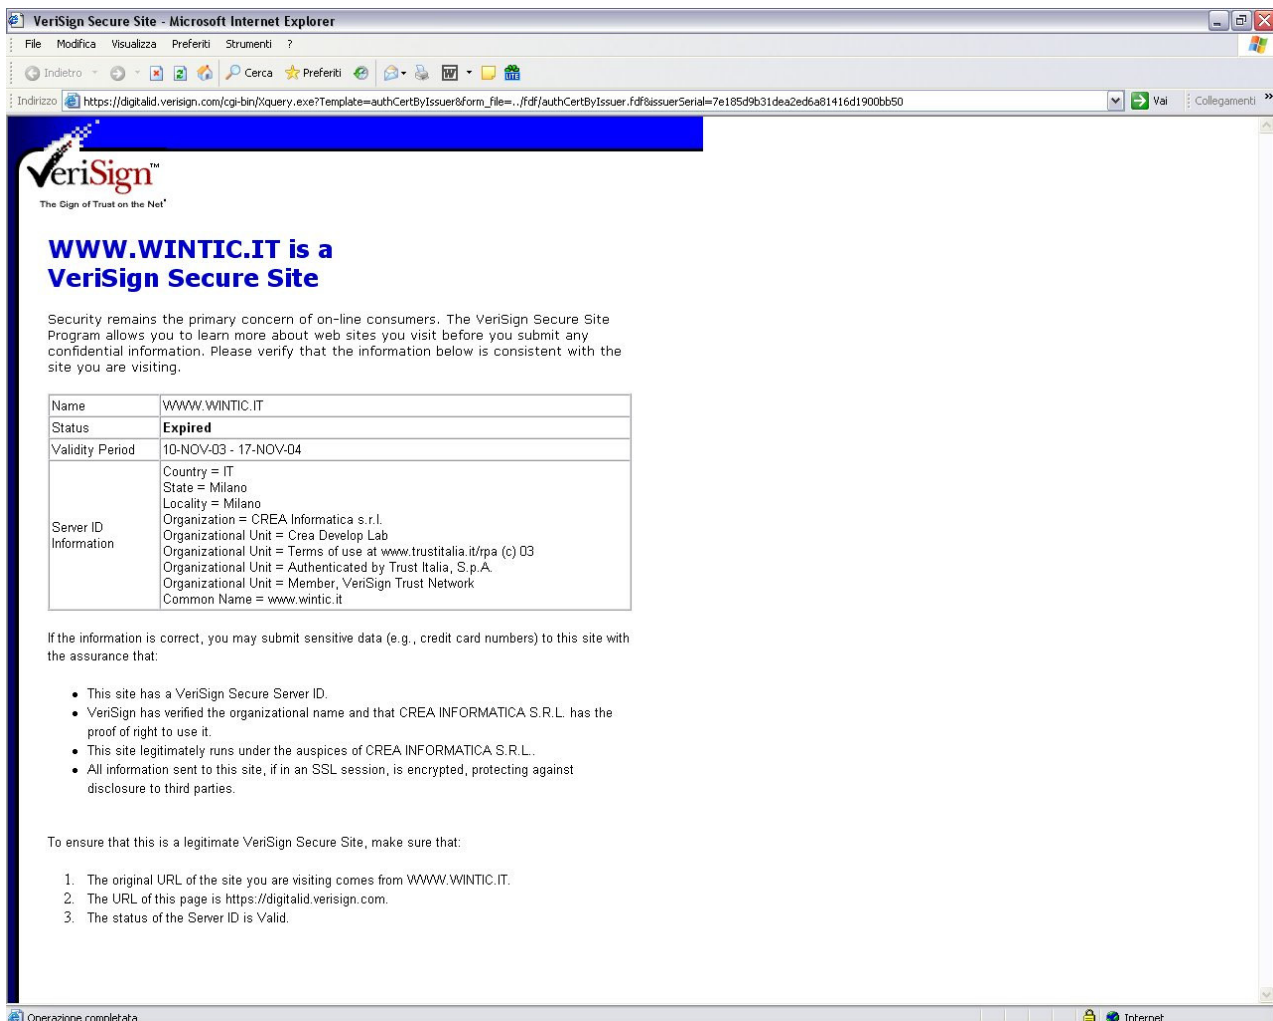 VeriSign Secure Site - Microsoft Internet Explorer
File Modifica Visualizza Preferiti Strumenti ?
Indietro Cerca Preferiti
Indirizzo https://digitalid.verisign.com/cgi-bin/Xquery.exe?Template=authCertByIssuer&form_file=../fdf/authCertByIssuer.fdf&issuerSerial=7e185d9b31dea2ed6a81416d1900bb50 Vai Collegamenti »
VeriSign™
The Sign of Trust on the Net
WWW.WINTIC.IT is a
VeriSign Secure Site
Security remains the primary concern of on-line consumers. The VeriSign Secure Site
Program allows you to learn more about web sites you visit before you submit any
confidential information. Please verify that the information below is consistent with the
site you are visiting.
Name WWW.WINTIC.IT
Status Expired
Validity Period 10-NOV-03 - 17-NOV-04
Server ID
Information
Country = IT
State = Milano
Locality = Milano
Organization = CREA Informatica s.r.l.
Organizational Unit = Crea Develop Lab
Organizational Unit = Terms of use at www.trustitalia.it/rpa (c) 03
Organizational Unit = Authenticated by Trust Italia, S.p.A.
Organizational Unit = Member, VeriSign Trust Network
Common Name = www.wintic.it
If the information is correct, you may submit sensitive data (e.g., credit card numbers) to this site with
the assurance that:
• This site has a VeriSign Secure Server ID.
• VeriSign has verified the organizational name and that CREA INFORMATICA S.R.L. has the
proof of right to use it.
• This site legitimately runs under the auspices of CREA INFORMATICA S.R.L..
• All information sent to this site, if in an SSL session, is encrypted, protecting against
disclosure to third parties.
To ensure that this is a legitimate VeriSign Secure Site, make sure that:
1. The original URL of the site you are visiting comes from WWW.WINTIC.IT.
2. The URL of this page is https://digitalid.verisign.com.
3. The status of the Server ID is Valid.
Operazione completata Internet